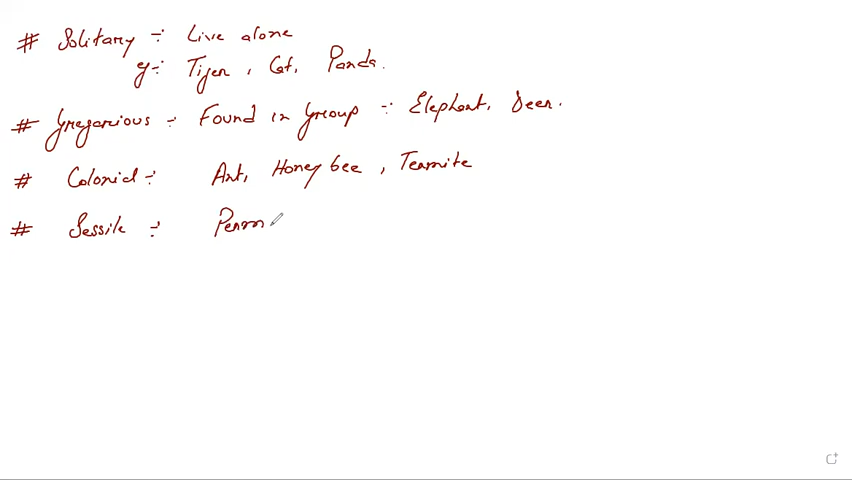 # Solitary ÷ Live alone
eg ÷ Tiger, Cat, Panda.
# Gregarious ÷ Found in Group ÷ Elephant, Deer.
# Colonial ÷ Ant, Honey bee, Termite
# Sessile ÷ Perm